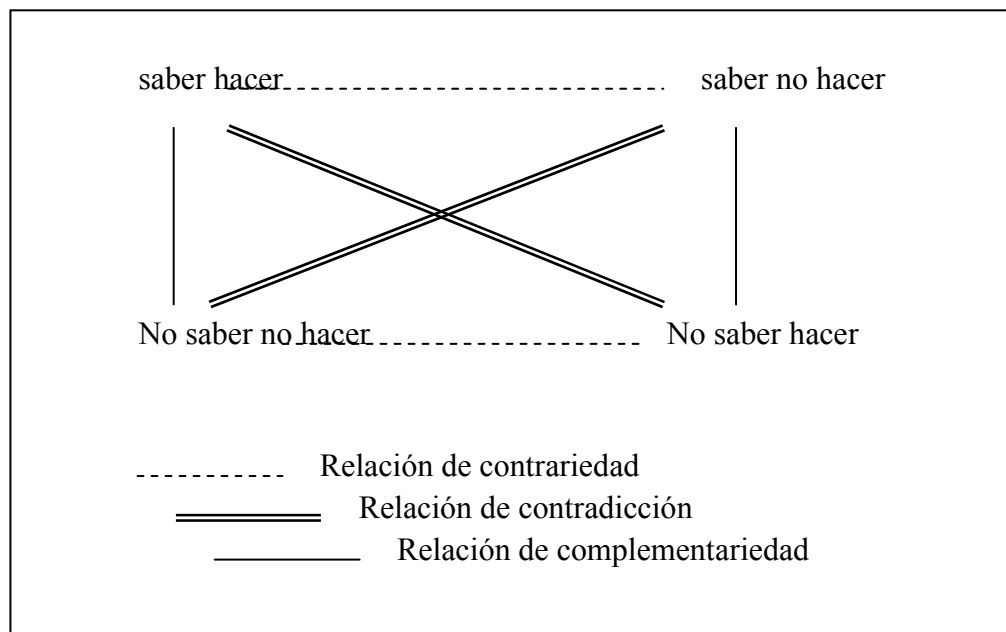 saber hacer saber no hacer
No saber no hacer No saber hacer
Relación de contrariedad
Relación de contradicción
Relación de complementariedad